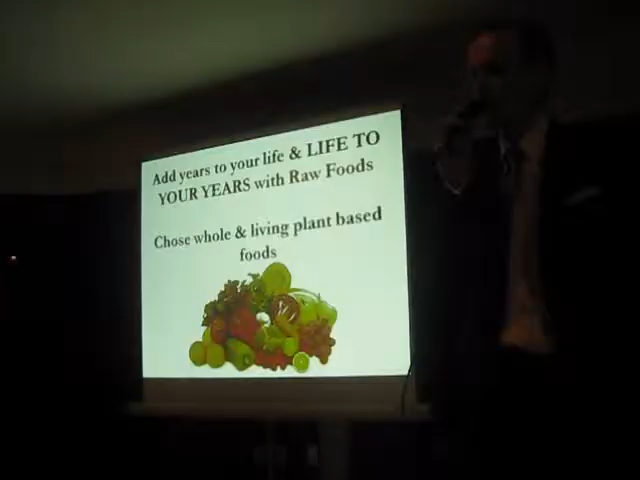 Add years to your life & LIFE TO
YOUR YEARS with Raw Foods
Chose whole & living plant based
foods